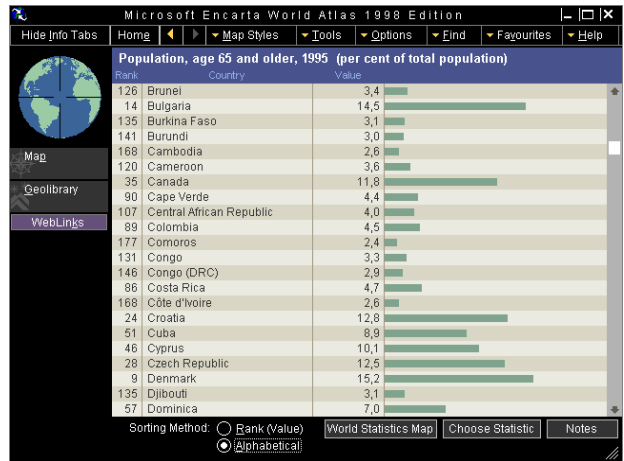 Microsoft Encarta World Atlas 1998 Edition
Hide Info Tabs Home Map Styles Tools Options Find Favourites Help
Population, age 65 and older, 1995 (per cent of total population)
Rank Country Value
126 Brunei 3,4
14 Bulgaria 14,5
135 Burkina Faso 3,1
141 Burundi 3,0
168 Cambodia 2,6
120 Cameroon 3,6
35 Canada 11,8
90 Cape Verde 4,4
107 Central African Republic 4,0
89 Colombia 4,5
177 Comoros 2,4
131 Congo 3,3
146 Congo (DRC) 2,9
86 Costa Rica 4,7
168 Côte d'Ivoire 2,6
24 Croatia 12,8
51 Cuba 8,9
46 Cyprus 10,1
28 Czech Republic 12,5
9 Denmark 15,2
135 Djibouti 3,1
57 Dominica 7,0
Map
Geolibrary
WebLinks
Sorting Method: Rank (Value) World Statistics Map Choose Statistic Notes
Alphabetical